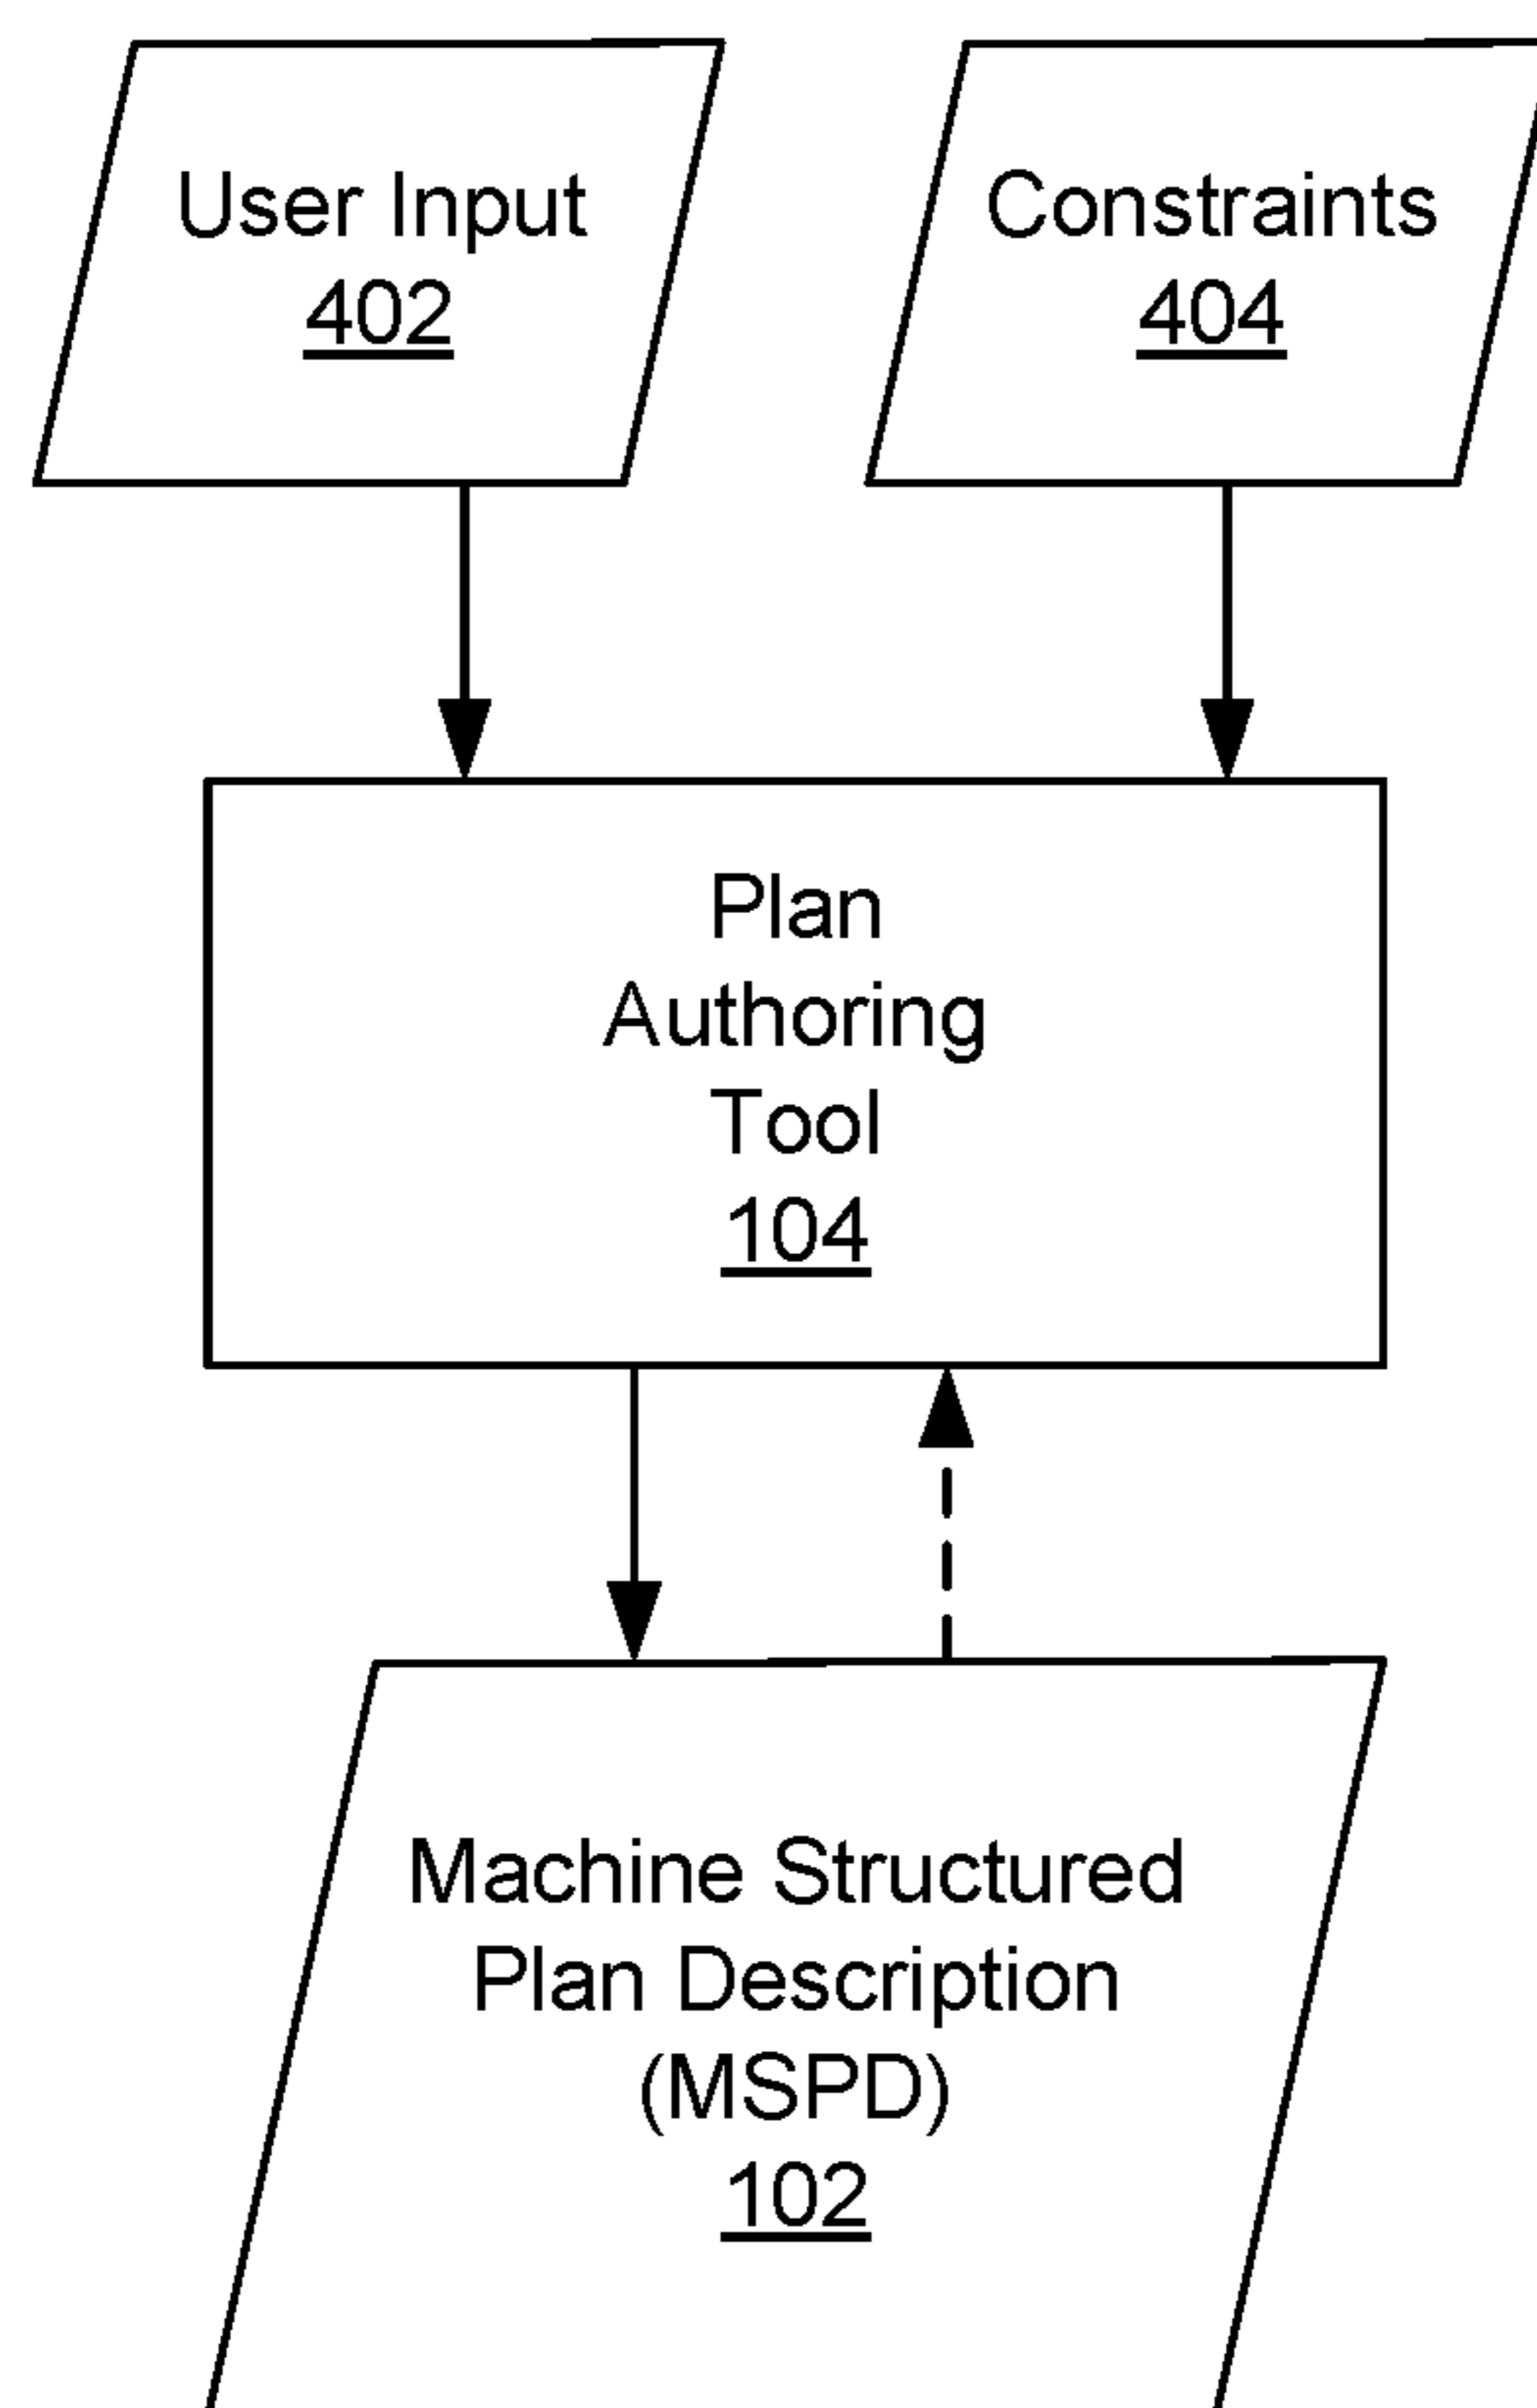 User Input
402
Constraints
404
Plan
Authoring
Tool
104
Machine Structured
Plan Description
(MSPD)
102